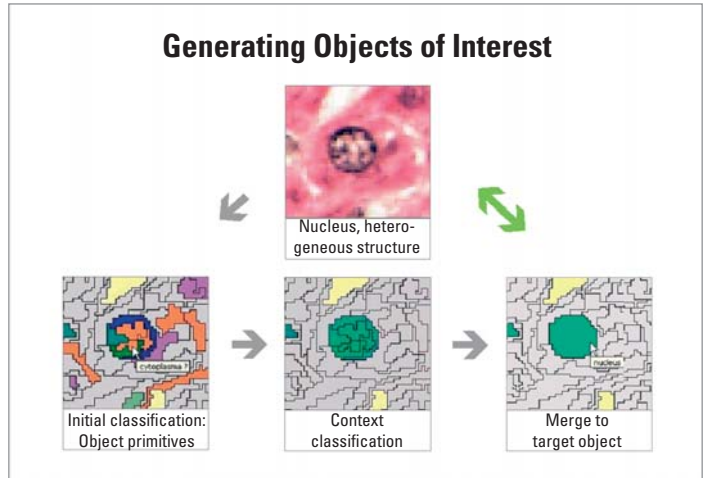 Generating Objects of Interest
Nucleus, hetero-
geneous structure
cytoplasma ?
nucleus
Initial classification:
Object primitives
Context
classification
Merge to
target object